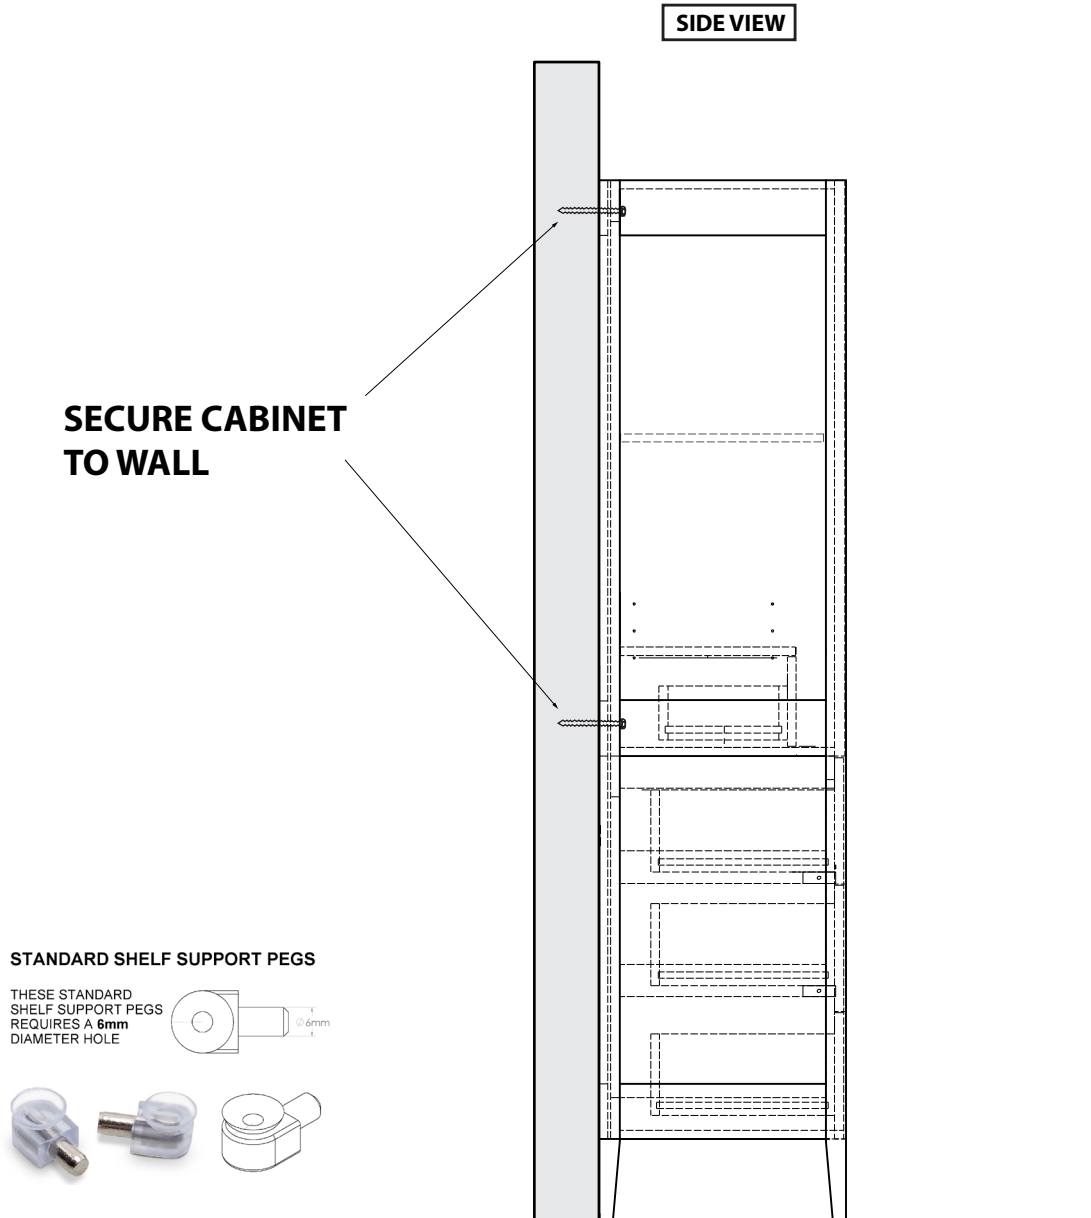 SIDE VIEW
SECURE CABINET
TO WALL
STANDARD SHELF SUPPORT PEGS
THESE STANDARD
SHELF SUPPORT PEGS
REQUIRES A 6mm
DIAMETER HOLE
∅6mm